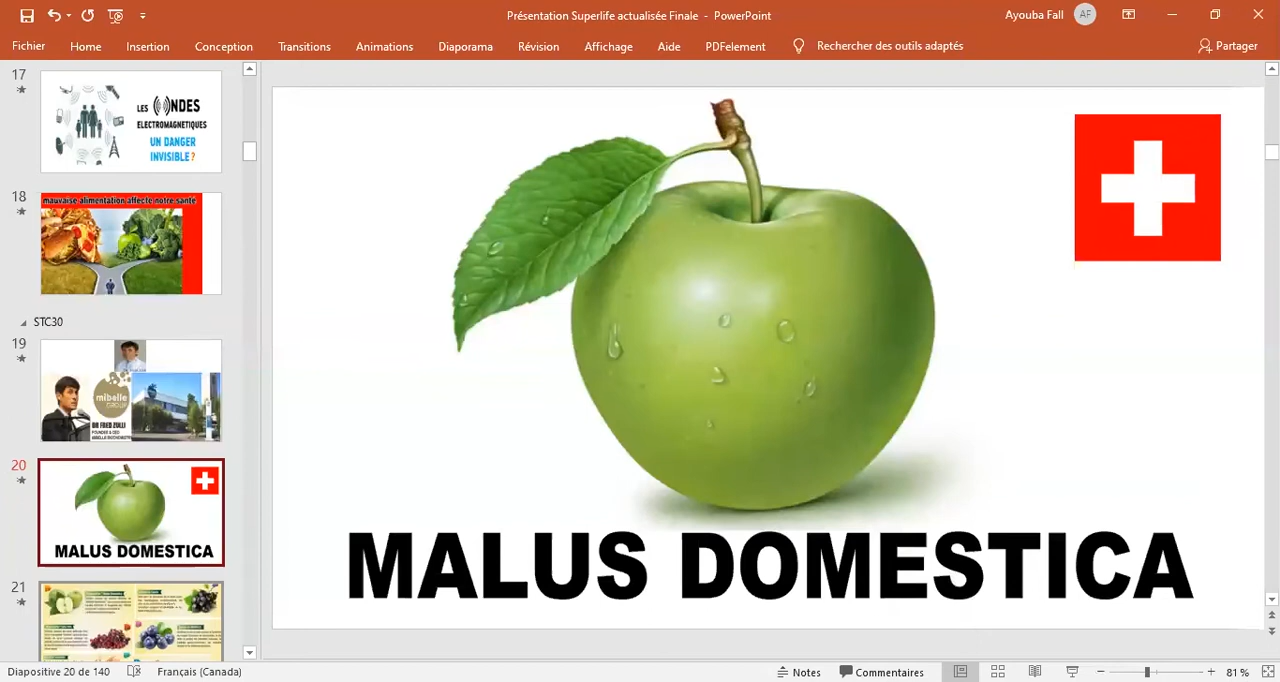 Présentation Superlife actualisée Finale - PowerPoint
Ayouba Fall
AF
Fichier Home Insertion Conception Transitions Animations Diaporama Révision Affichage Aide PDFelement Rechercher des outils adaptés Partager
17
LES ONDES
ELECTROMAGNETIQUES
UN DANGER
INVISIBLE?
18
mauvaise alimentation affecte notre santé
STC30
19
mibelle
DR FRED ZULLI
FOUNDER & CEO
20
MALUS DOMESTICA
21
MALUS DOMESTICA
Diapositive 20 de 140 Français (Canada) Notes Commentaires 81 %